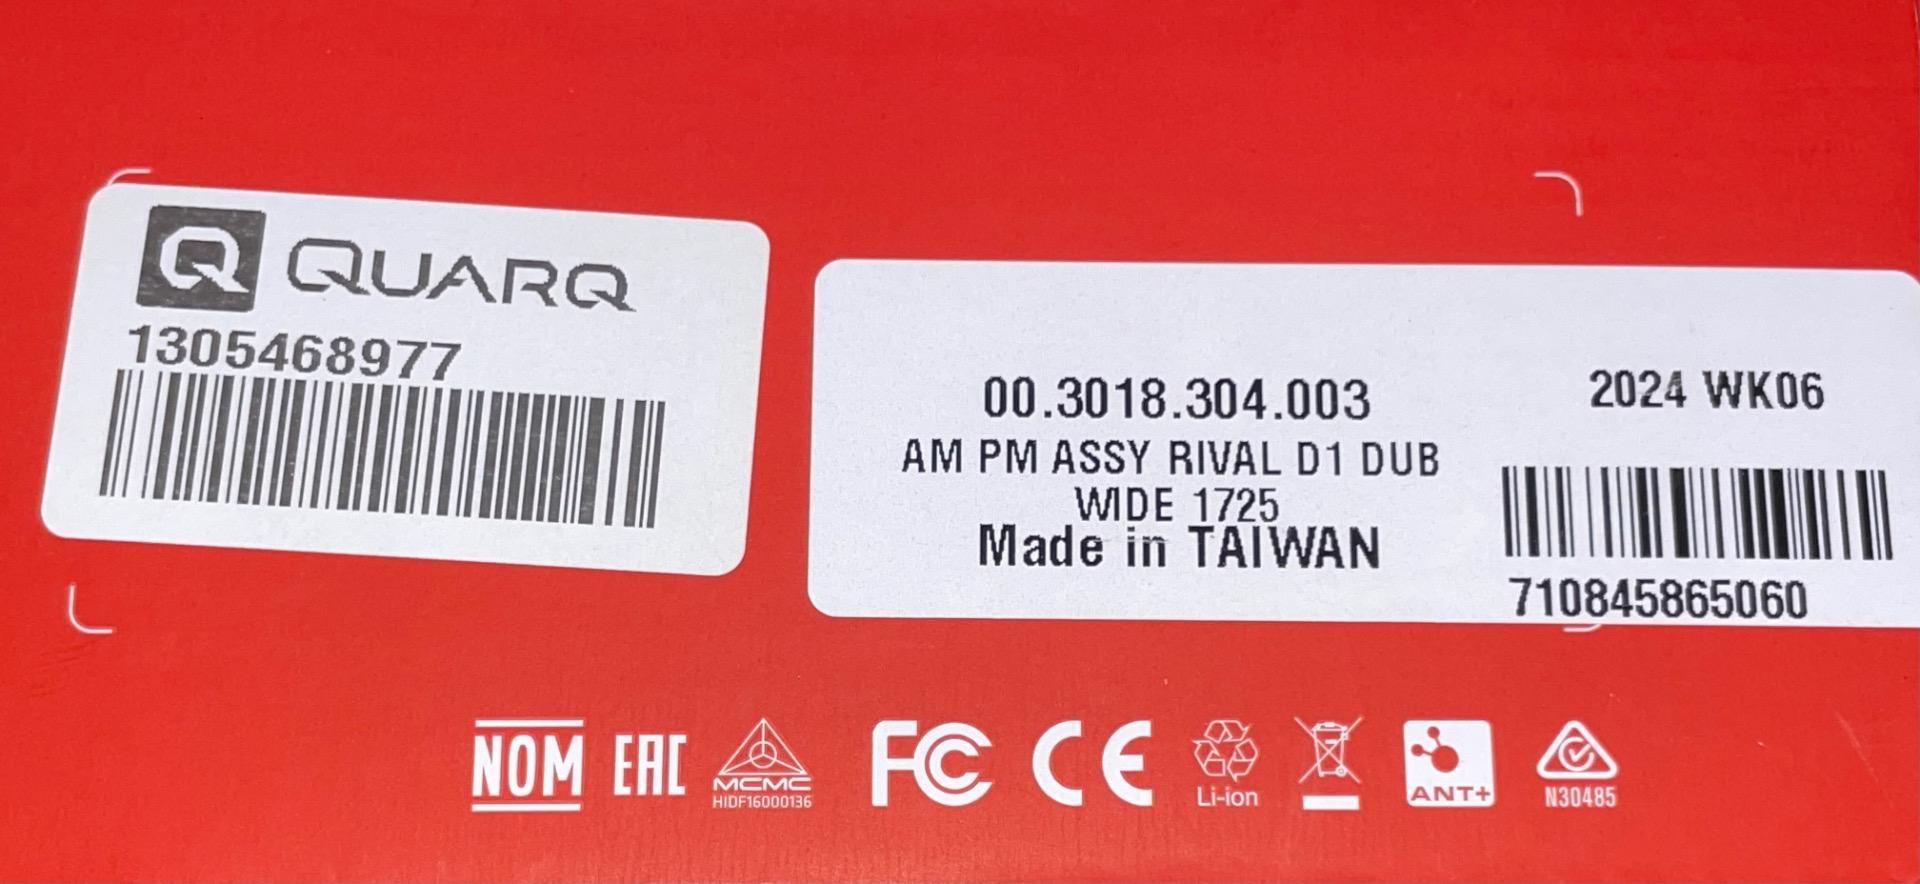 QUARQ
1305468977
00.3018.304.003
AM PM ASSY RIVAL D1 DUB
WIDE 1725
Made in TAIWAN
2024 WK06
710845865060
NOM
EAC
MCMC
HIDF16000136
FC
CE
Li-ion
ANT+
N30485